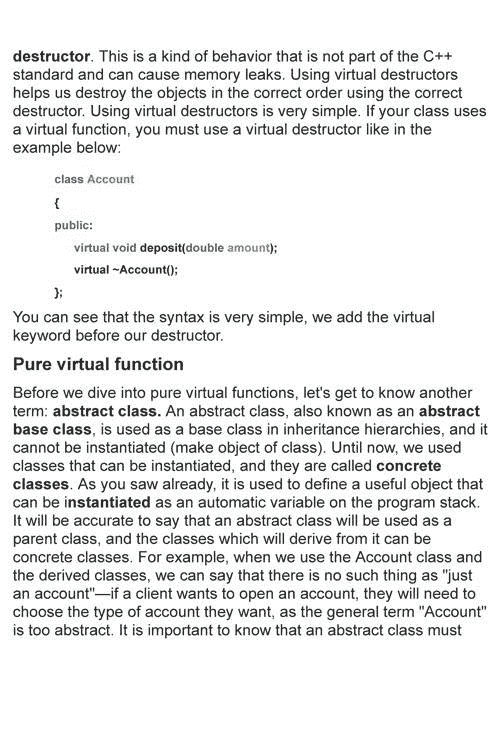 destructor. This is a kind of behavior that is not part of the C++
standard and can cause memory leaks. Using virtual destructors
helps us destroy the objects in the correct order using the correct
destructor. Using virtual destructors is very simple. If your class uses
a virtual function, you must use a virtual destructor like in the
example below:
class Account
{
public:
virtual void deposit(double amount);
virtual ~Account();
};
You can see that the syntax is very simple, we add the virtual
keyword before our destructor.
Pure virtual function
Before we dive into pure virtual functions, let's get to know another
term: abstract class. An abstract class, also known as an abstract
base class, is used as a base class in inheritance hierarchies, and it
cannot be instantiated (make object of class). Until now, we used
classes that can be instantiated, and they are called concrete
classes. As you saw already, it is used to define a useful object that
can be instantiated as an automatic variable on the program stack.
It will be accurate to say that an abstract class will be used as a
parent class, and the classes which will derive from it can be
concrete classes. For example, when we use the Account class and
the derived classes, we can say that there is no such thing as "just
an account"—if a client wants to open an account, they will need to
choose the type of account they want, as the general term "Account"
is too abstract. It is important to know that an abstract class must